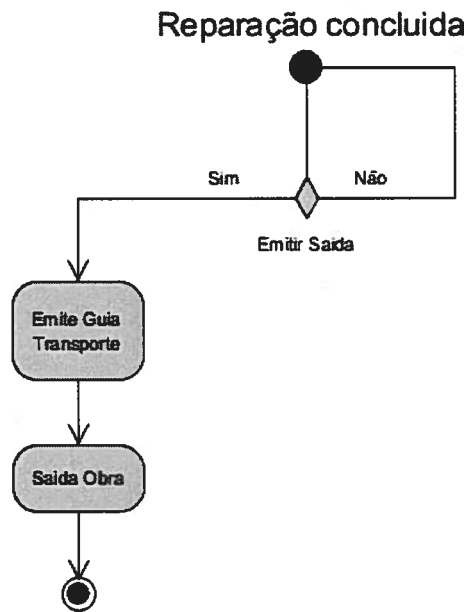 Reparação concluida
Sim
Não
Emitir Saida
Emite Guia
Transporte
Saida Obra